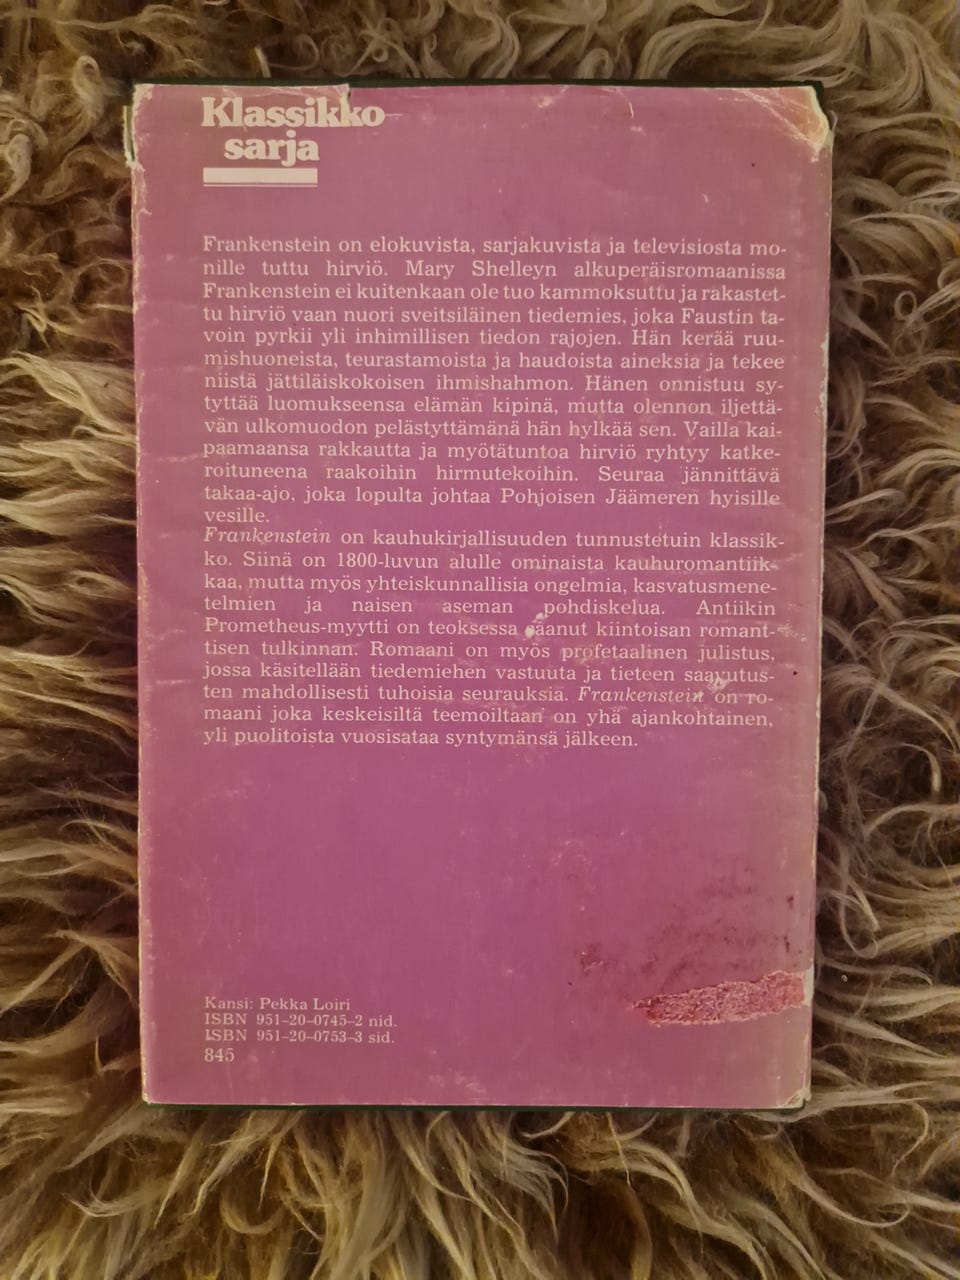 Klassikko
sarja
Frankenstein on elokuvista, sarjakuvista ja televisiosta mo-
nille tuttu hirviö. Mary Shelleyn alkuperäisromaanissa
Frankenstein ei kuitenkaan ole tuo kammoksuttu ja rakastet-
tu hirviö vaan nuori sveitsiläinen tiedemies, joka Faustin ta-
voin pyrkii yli inhimillisen tiedon rajojen. Hän kerää ruu-
mishuoneista, teurastamoista ja haudoista aineksia ja tekee
niistä jättiläiskokoisen ihmishahmon. Hänen onnistuu sy-
tyttää luomukseensa elämän kipinä, mutta olennon iljettä-
vän ulkomuodon pelästyttämänä hän hylkää sen. Vailla kai-
paamaansa rakkautta ja myötätuntoa hirviö ryhtyy katke-
roituneena raakoihin hirmutekoihin. Seuraa jännittävä
takaa-ajo, joka lopulta johtaa Pohjoisen Jäämeren hyisille
vesille.
Frankenstein on kauhukirjallisuuden tunnustetuin klassik-
ko. Siinä on 1800-luvun alulle ominaista kauhuromantiik-
kaa, mutta myös yhteiskunnallisia ongelmia, kasvatusmene-
telmien ja naisen aseman pohdiskelua. Antiikin
Prometheus-myytti on teoksessa saanut kiintoisan romant-
tisen tulkinnan. Romaani on myös profetaalinen julistus,
jossa käsitellään tiedemiehen vastuuta ja tieteen saavutus-
ten mahdollisesti tuhoisia seurauksia. Frankenstein on ro-
maani joka keskeisiltä teemoiltaan on yhä ajankohtainen,
yli puolitoista vuosisataa syntymänsä jälkeen.
Kansi: Pekka Loiri
ISBN 951-20-0745-2 nid.
ISBN 951-20-0753-3 sid.
845